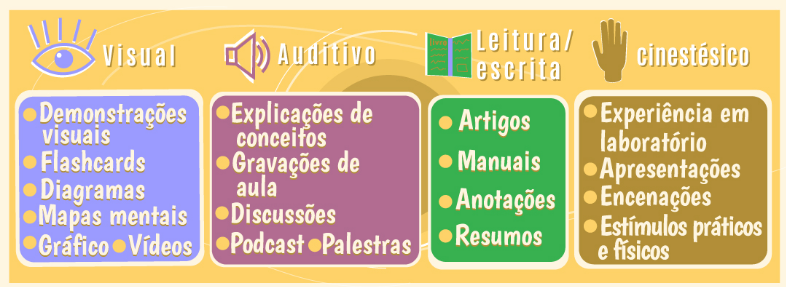 Visual
Demonstrações
visuais
Flashcards
Diagramas
Mapas mentais
Gráfico
Vídeos
Auditivo
Explicações de
conceitos
Gravações de
aula
Discussões
Podcast
Palestras
Leitura/
escrita
Artigos
Manuais
Anotações
Resumos
cinestésico
Experiência em
laboratório
Apresentações
Encenações
Estímulos práticos
e físicos